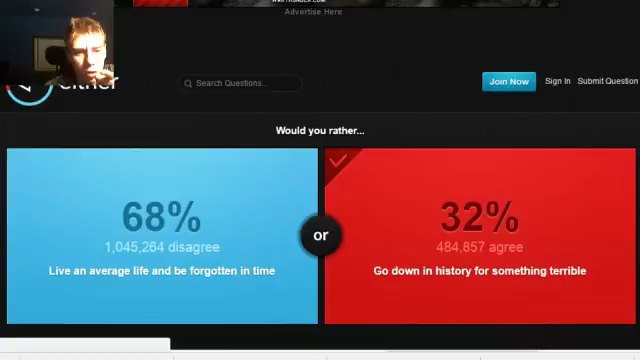 Advertise Here
either
Search Questions...
Join Now
Sign In
Submit Question
Would you rather...
68%
1,045,264 disagree
Live an average life and be forgotten in time
or
32%
484,857 agree
Go down in history for something terrible